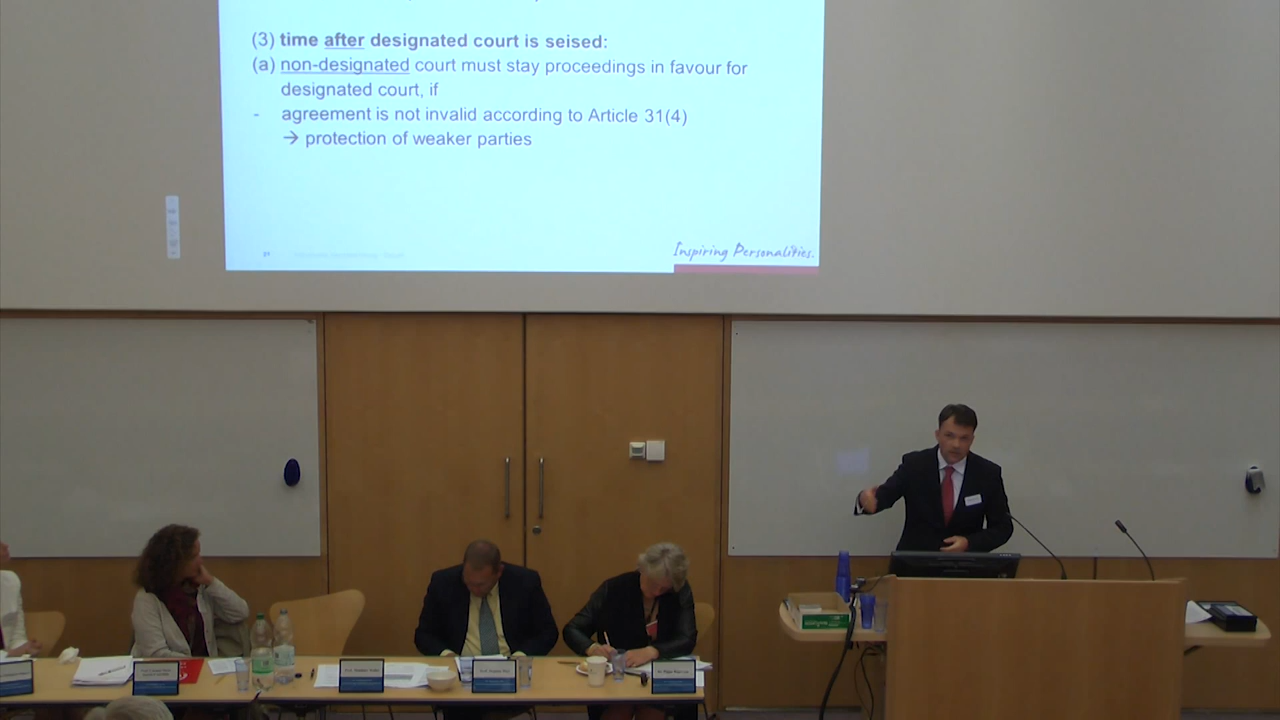 (3) time after designated court is seised:
(a) non-designated court must stay proceedings in favour for
designated court, if
- agreement is not invalid according to Article 31(4)
→ protection of weaker parties
Inspiring Personalities.